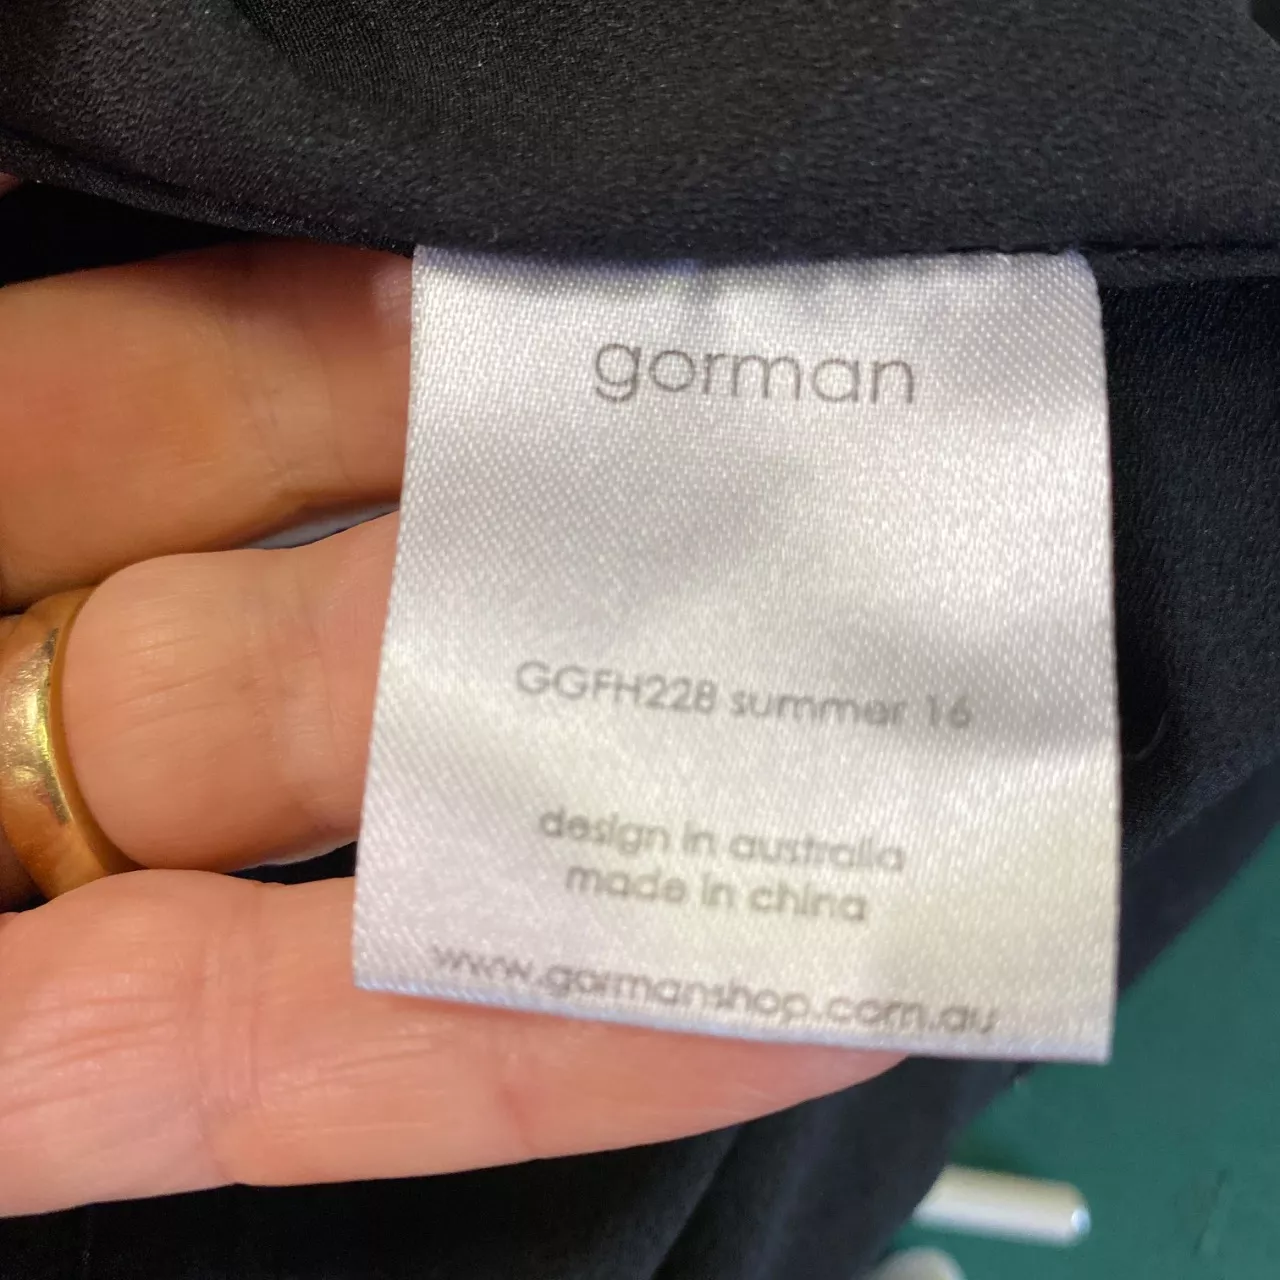 gorman
GGFH228 summer 16
design in australia
made in china
www.gormanshop.com.au